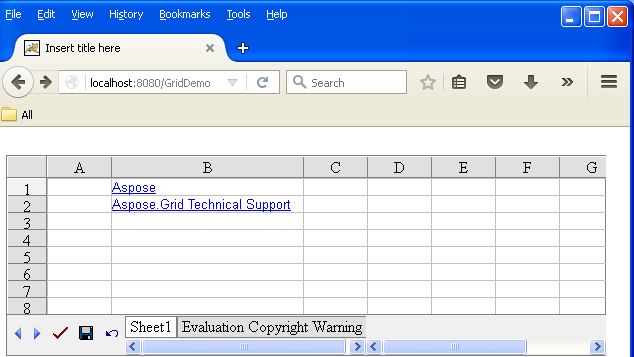 File Edit View History Bookmarks Tools Help
Insert title here
localhost:8080/GridDemo Search
All
A B C D E F G
1 Aspose
2 Aspose.Grid Technical Support
3
4
5
6
7
8
Sheet1 Evaluation Copyright Warning